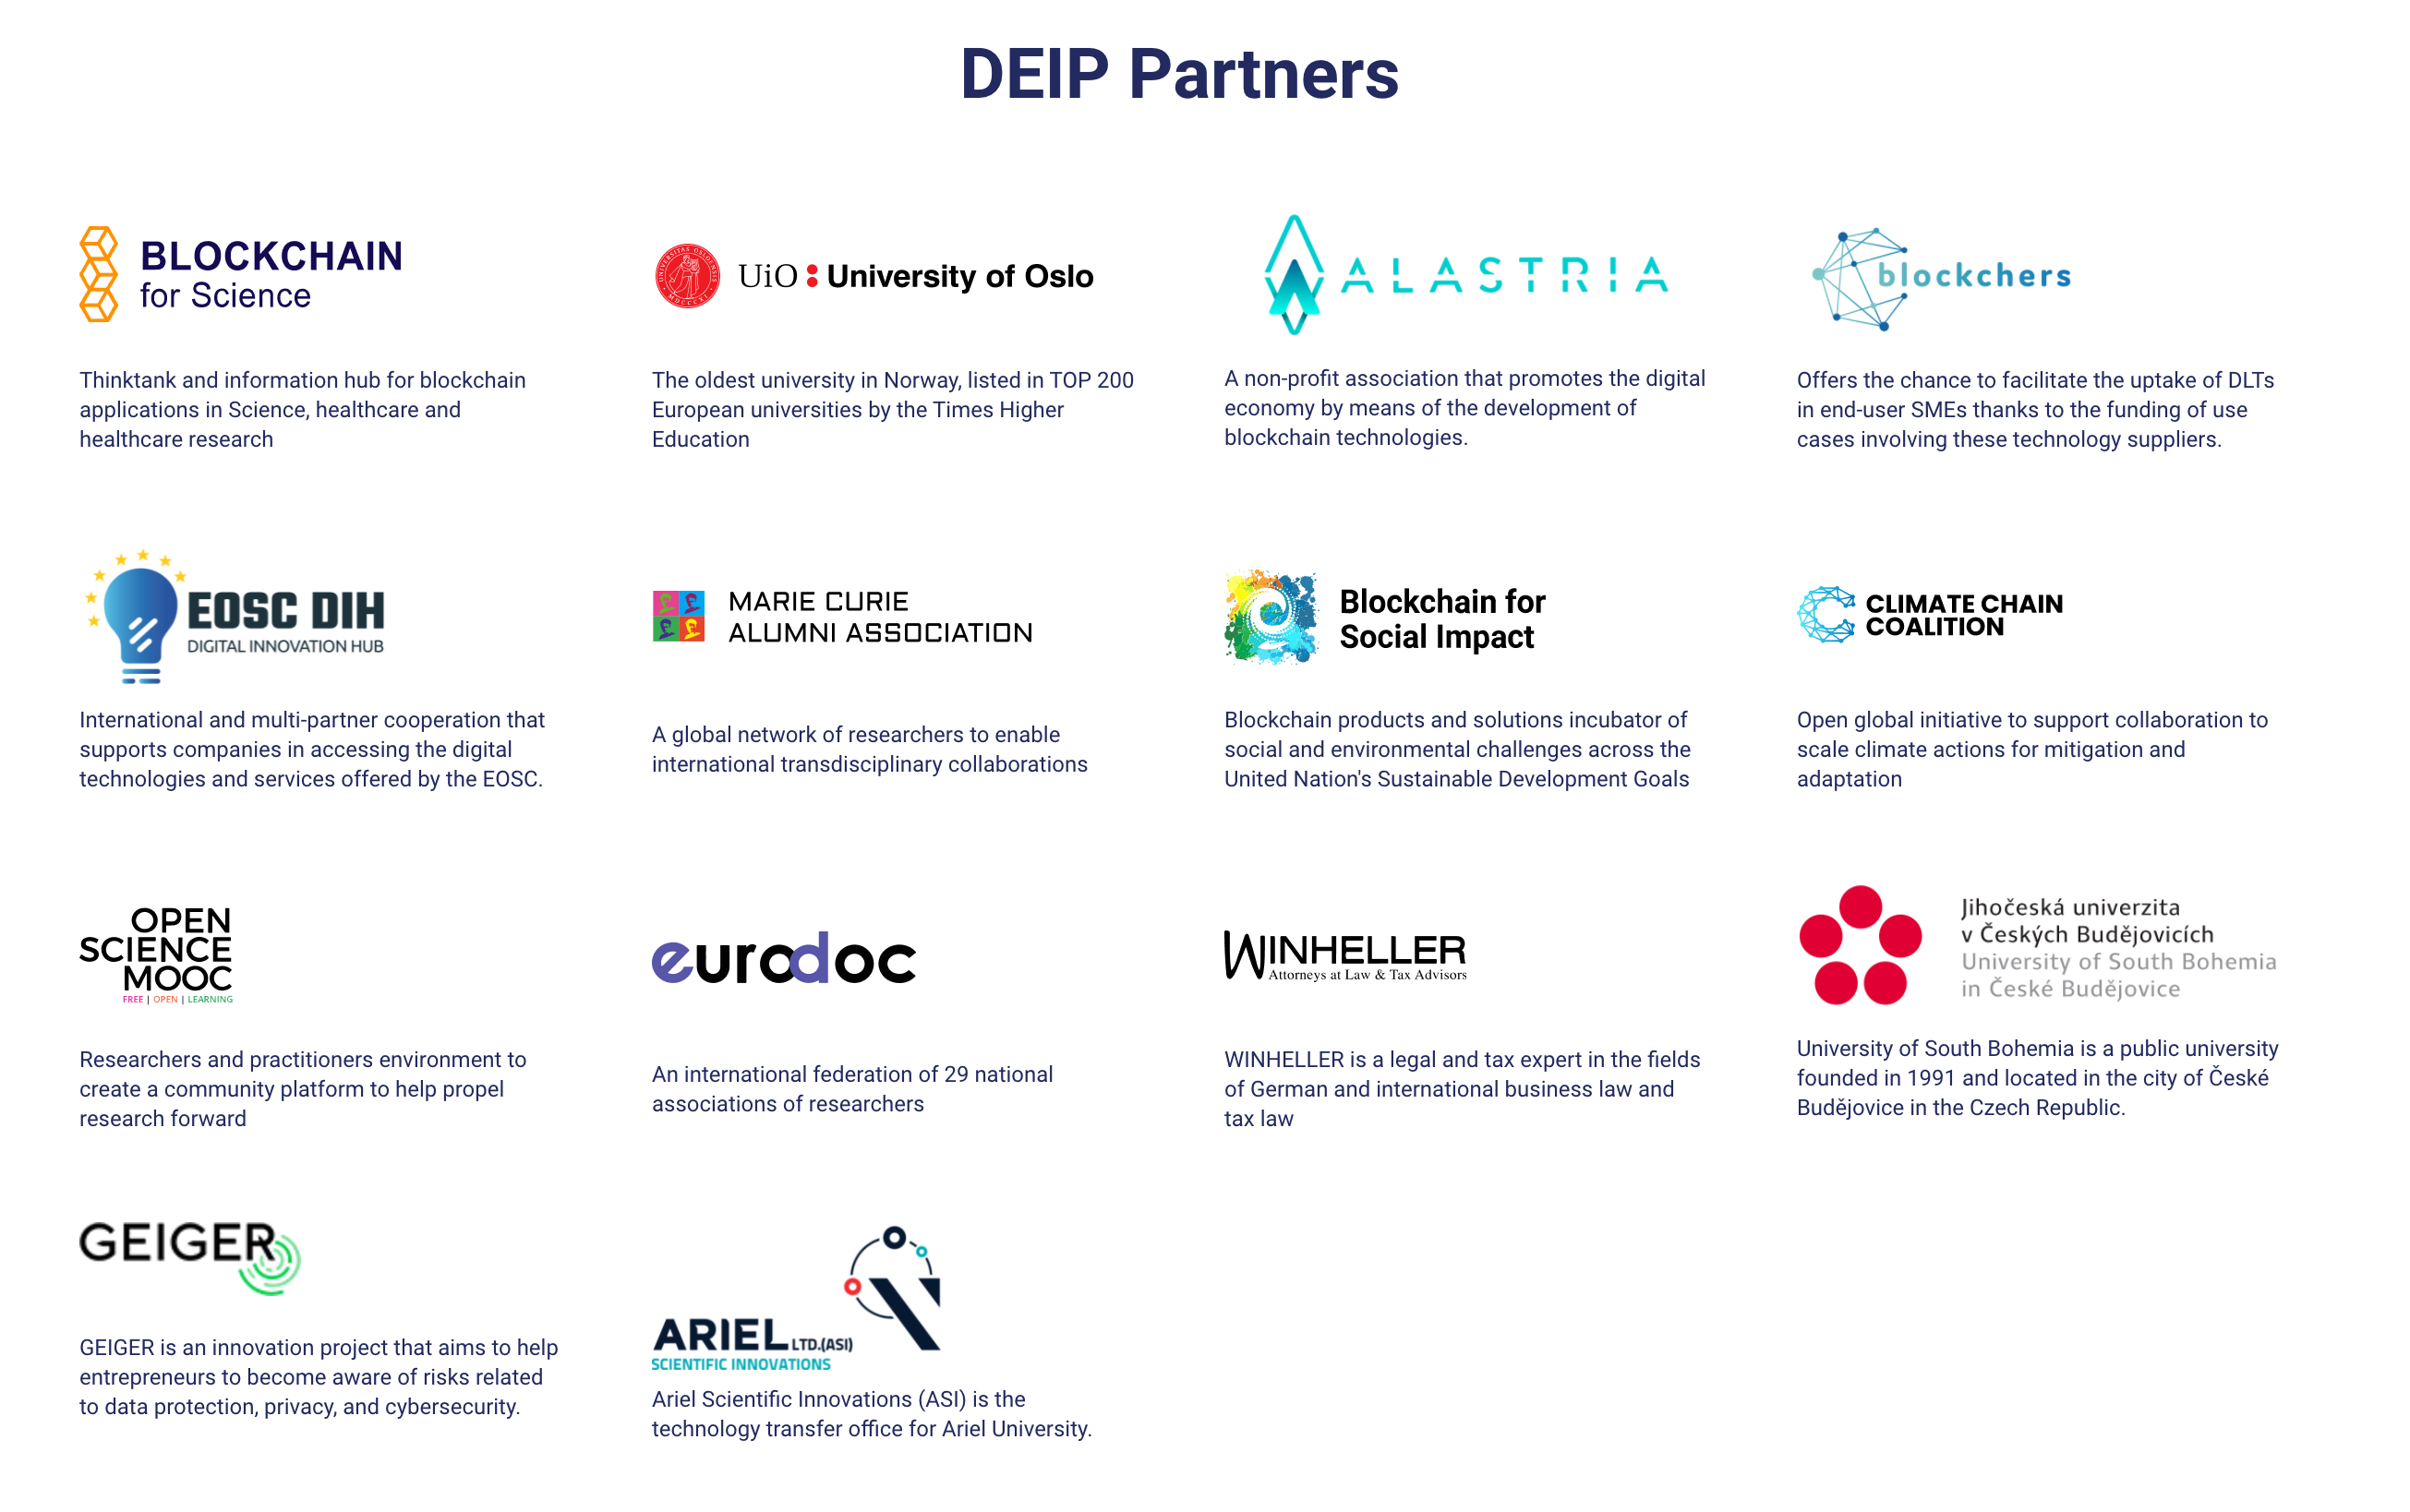 DEIP Partners
BLOCKCHAIN
for Science
Thinktank and information hub for blockchain
applications in Science, healthcare and
healthcare research
UNIVERSITAS OSLOENSIS
MDCCCXI
UiO : University of Oslo
The oldest university in Norway, listed in TOP 200
European universities by the Times Higher
Education
ALASTRIA
A non-profit association that promotes the digital
economy by means of the development of
blockchain technologies.
blockchers
Offers the chance to facilitate the uptake of DLTs
in end-user SMEs thanks to the funding of use
cases involving these technology suppliers.
EOSC DIH
DIGITAL INNOVATION HUB
International and multi-partner cooperation that
supports companies in accessing the digital
technologies and services offered by the EOSC.
MARIE CURIE
ALUMNI ASSOCIATION
A global network of researchers to enable
international transdisciplinary collaborations
Blockchain for
Social Impact
Blockchain products and solutions incubator of
social and environmental challenges across the
United Nation's Sustainable Development Goals
CLIMATE CHAIN
COALITION
Open global initiative to support collaboration to
scale climate actions for mitigation and
adaptation
OPEN
SCIENCE
MOOC
FREE | OPEN | LEARNING
Researchers and practitioners environment to
create a community platform to help propel
research forward
eurodoc
An international federation of 29 national
associations of researchers
WINHELLER
Attorneys at Law & Tax Advisors
WINHELLER is a legal and tax expert in the fields
of German and international business law and
tax law
Jihočeská univerzita
v Českých Budějovicích
University of South Bohemia
in České Budějovice
University of South Bohemia is a public university
founded in 1991 and located in the city of České
Budějovice in the Czech Republic.
GEIGER
GEIGER is an innovation project that aims to help
entrepreneurs to become aware of risks related
to data protection, privacy, and cybersecurity.
ARIEL LTD.(ASI)
SCIENTIFIC INNOVATIONS
Ariel Scientific Innovations (ASI) is the
technology transfer office for Ariel University.